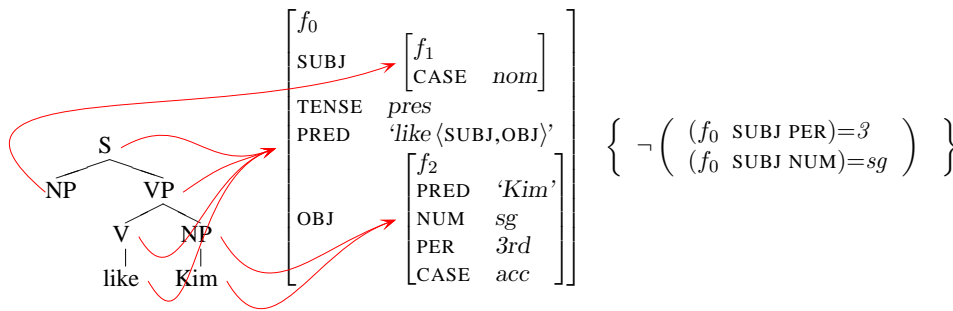 S
NP VP
V NP
like Kim
f₀
SUBJ [f₁
CASE nom]
TENSE pres
PRED ‘like⟨SUBJ,OBJ⟩’
OBJ [f₂
PRED ‘Kim’
NUM sg
PER 3rd
CASE acc]
{ ¬ ( (f₀ SUBJ PER)=3
(f₀ SUBJ NUM)=sg ) }